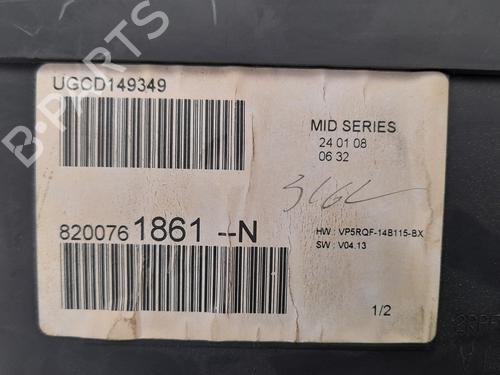 UGCD149349
MID SERIES
24 01 08
06 32
8200761861 --N
HW : VP5RQF-14B115-BX
SW : V04.13
1/2
B-PARTS